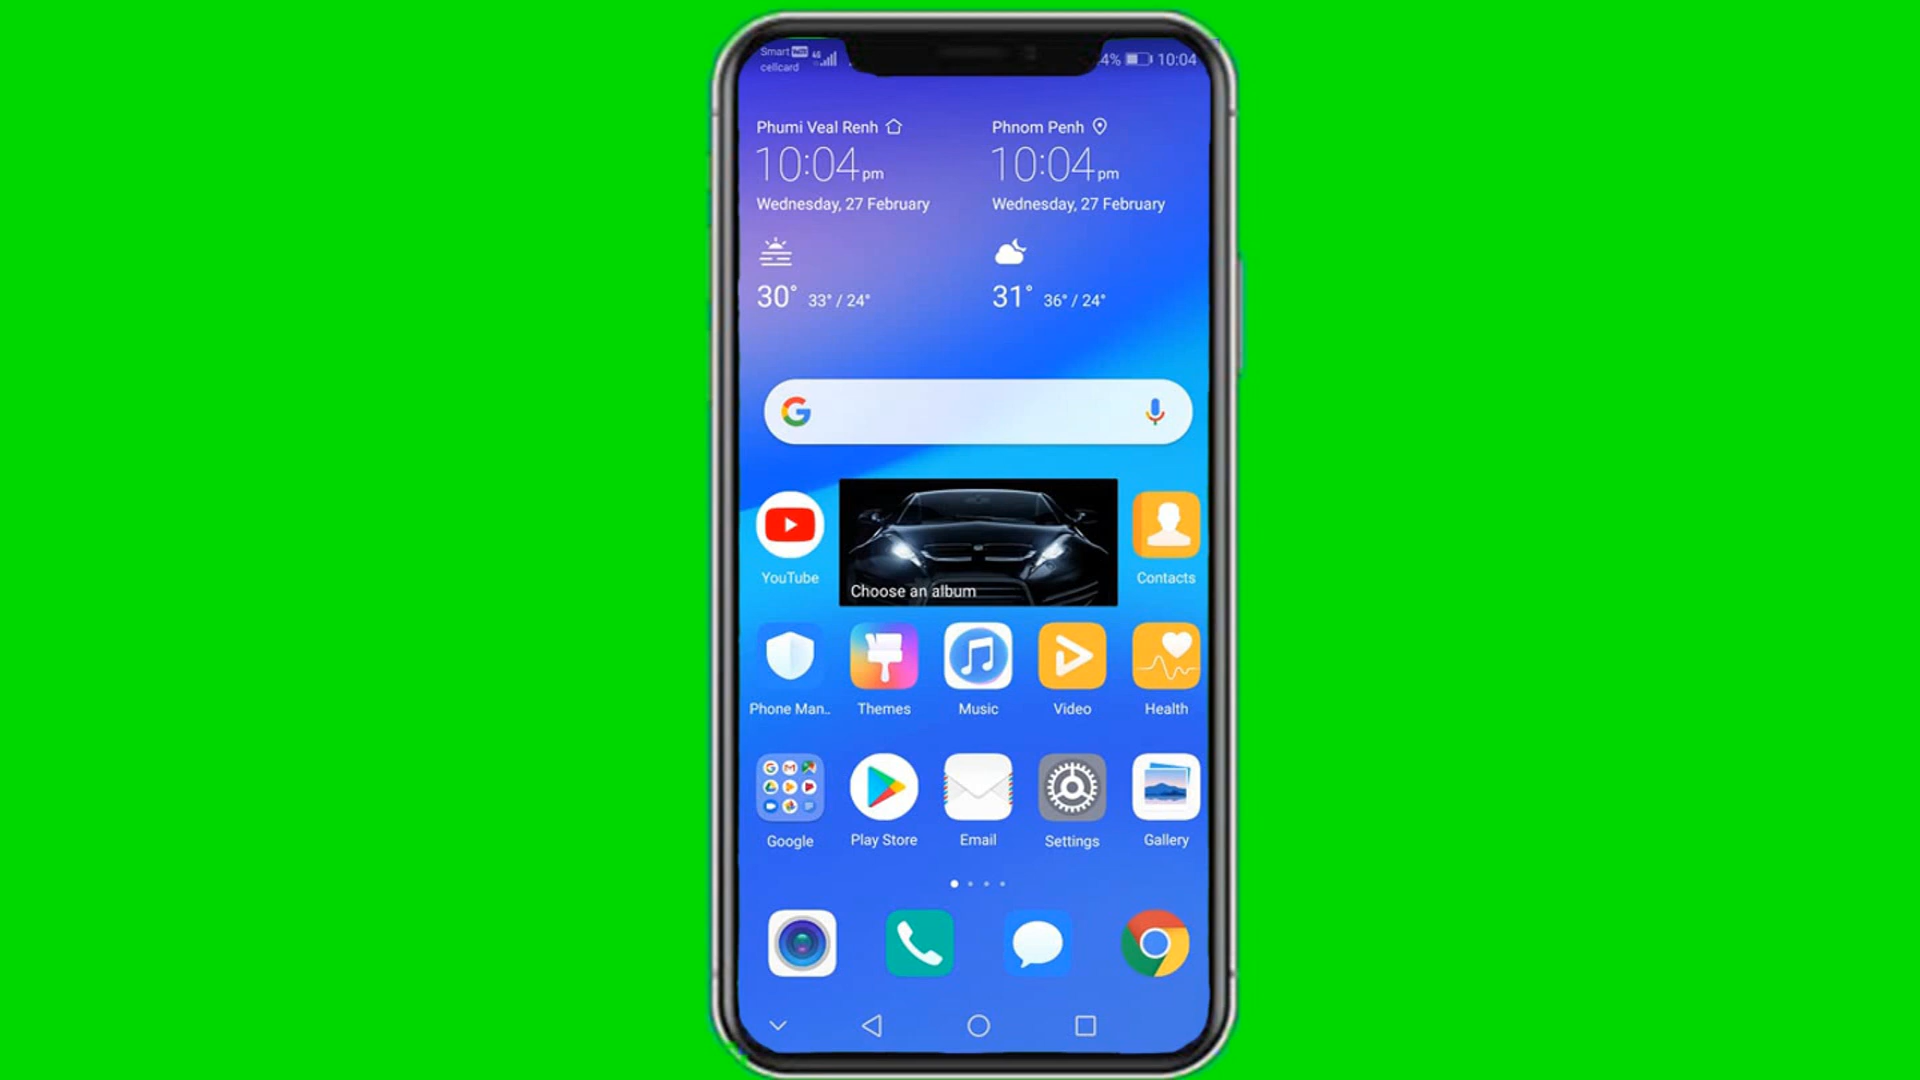 Smart VoLTE 4G
cellcard
4% 10:04
Phumi Veal Renh
10:04 pm
Wednesday, 27 February
30° 33° / 24°
Phnom Penh
10:04 pm
Wednesday, 27 February
31° 36° / 24°
YouTube
Choose an album
Contacts
Phone Man..
Themes
Music
Video
Health
Google
Play Store
Email
Settings
Gallery